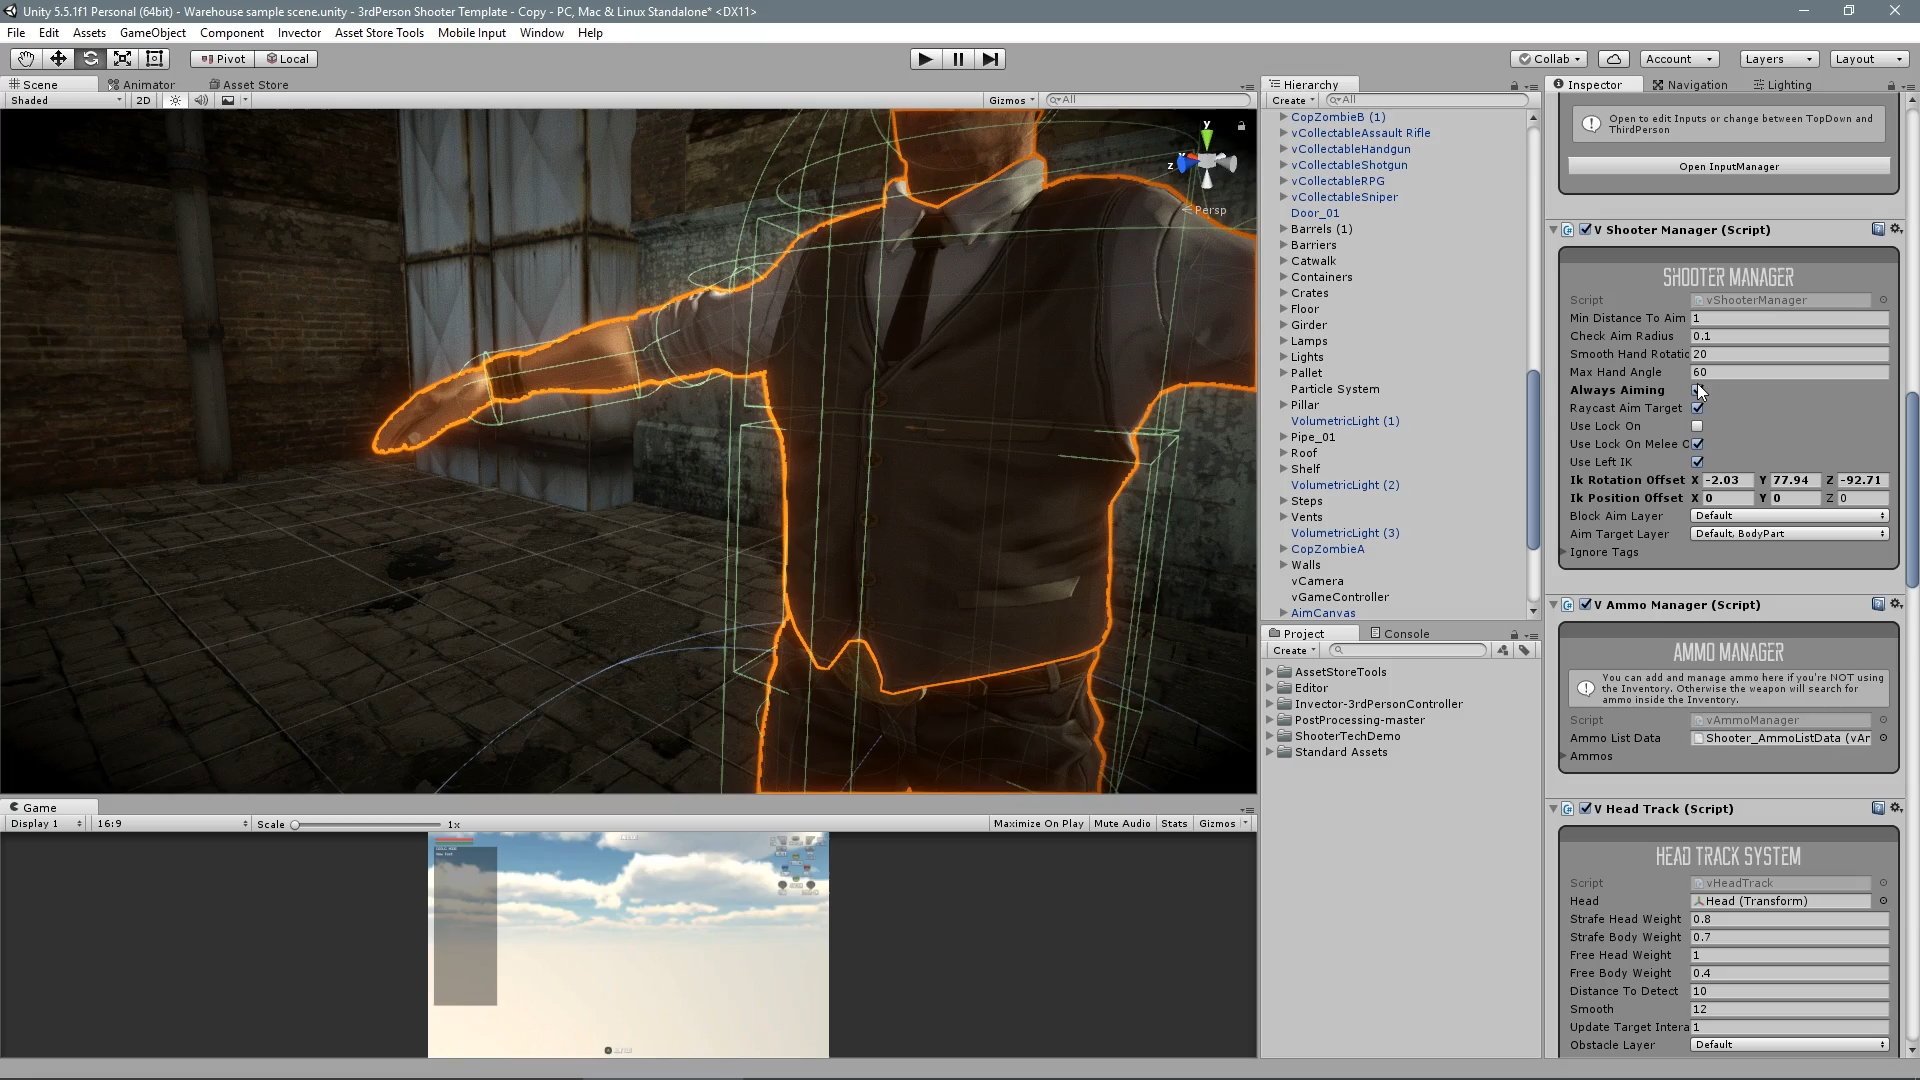 Unity 5.5.1f1 Personal (64bit) - Warehouse sample scene.unity - 3rdPerson Shooter Template - Copy - PC, Mac & Linux Standalone* <DX11>
File Edit Assets GameObject Component Invector Asset Store Tools Mobile Input Window Help
Pivot Local
Collab Account Layers Layout
Scene Animator Asset Store
Shaded 2D Gizmos All
y
z
Persp
Game
Display 1 16:9 Scale 1x Maximize On Play Mute Audio Stats Gizmos
Hierarchy
Create All
CopZombieB (1)
vCollectableAssault Rifle
vCollectableHandgun
vCollectableShotgun
vCollectableRPG
vCollectableSniper
Door_01
Barrels (1)
Barriers
Catwalk
Containers
Crates
Floor
Girder
Lamps
Lights
Pallet
Particle System
Pillar
VolumetricLight (1)
Pipe_01
Roof
Shelf
VolumetricLight (2)
Steps
Vents
VolumetricLight (3)
CopZombieA
Walls
vCamera
vGameController
AimCanvas
Project Console
Create
AssetStoreTools
Editor
Invector-3rdPersonController
PostProcessing-master
ShooterTechDemo
Standard Assets
Inspector Navigation Lighting
Open to edit Inputs or change between TopDown and
ThirdPerson
Open InputManager
V Shooter Manager (Script)
SHOOTER MANAGER
Script vShooterManager
Min Distance To Aim 1
Check Aim Radius 0.1
Smooth Hand Rotatic 20
Max Hand Angle 60
Always Aiming
Raycast Aim Target
Use Lock On
Use Lock On Melee O
Use Left IK
Ik Rotation Offset X -2.03 Y 77.94 Z -92.71
Ik Position Offset X 0 Y 0 Z 0
Block Aim Layer Default
Aim Target Layer Default, BodyPart
Ignore Tags
V Ammo Manager (Script)
AMMO MANAGER
You can add and manage ammo here if you're NOT using
the Inventory. Otherwise the weapon will search for
ammo inside the Inventory.
Script vAmmoManager
Ammo List Data Shooter_AmmoListData (vAr
Ammos
V Head Track (Script)
HEAD TRACK SYSTEM
Script vHeadTrack
Head Head (Transform)
Strafe Head Weight 0.8
Strafe Body Weight 0.7
Free Head Weight 1
Free Body Weight 0.4
Distance To Detect 10
Smooth 12
Update Target Intera 1
Obstacle Layer Default